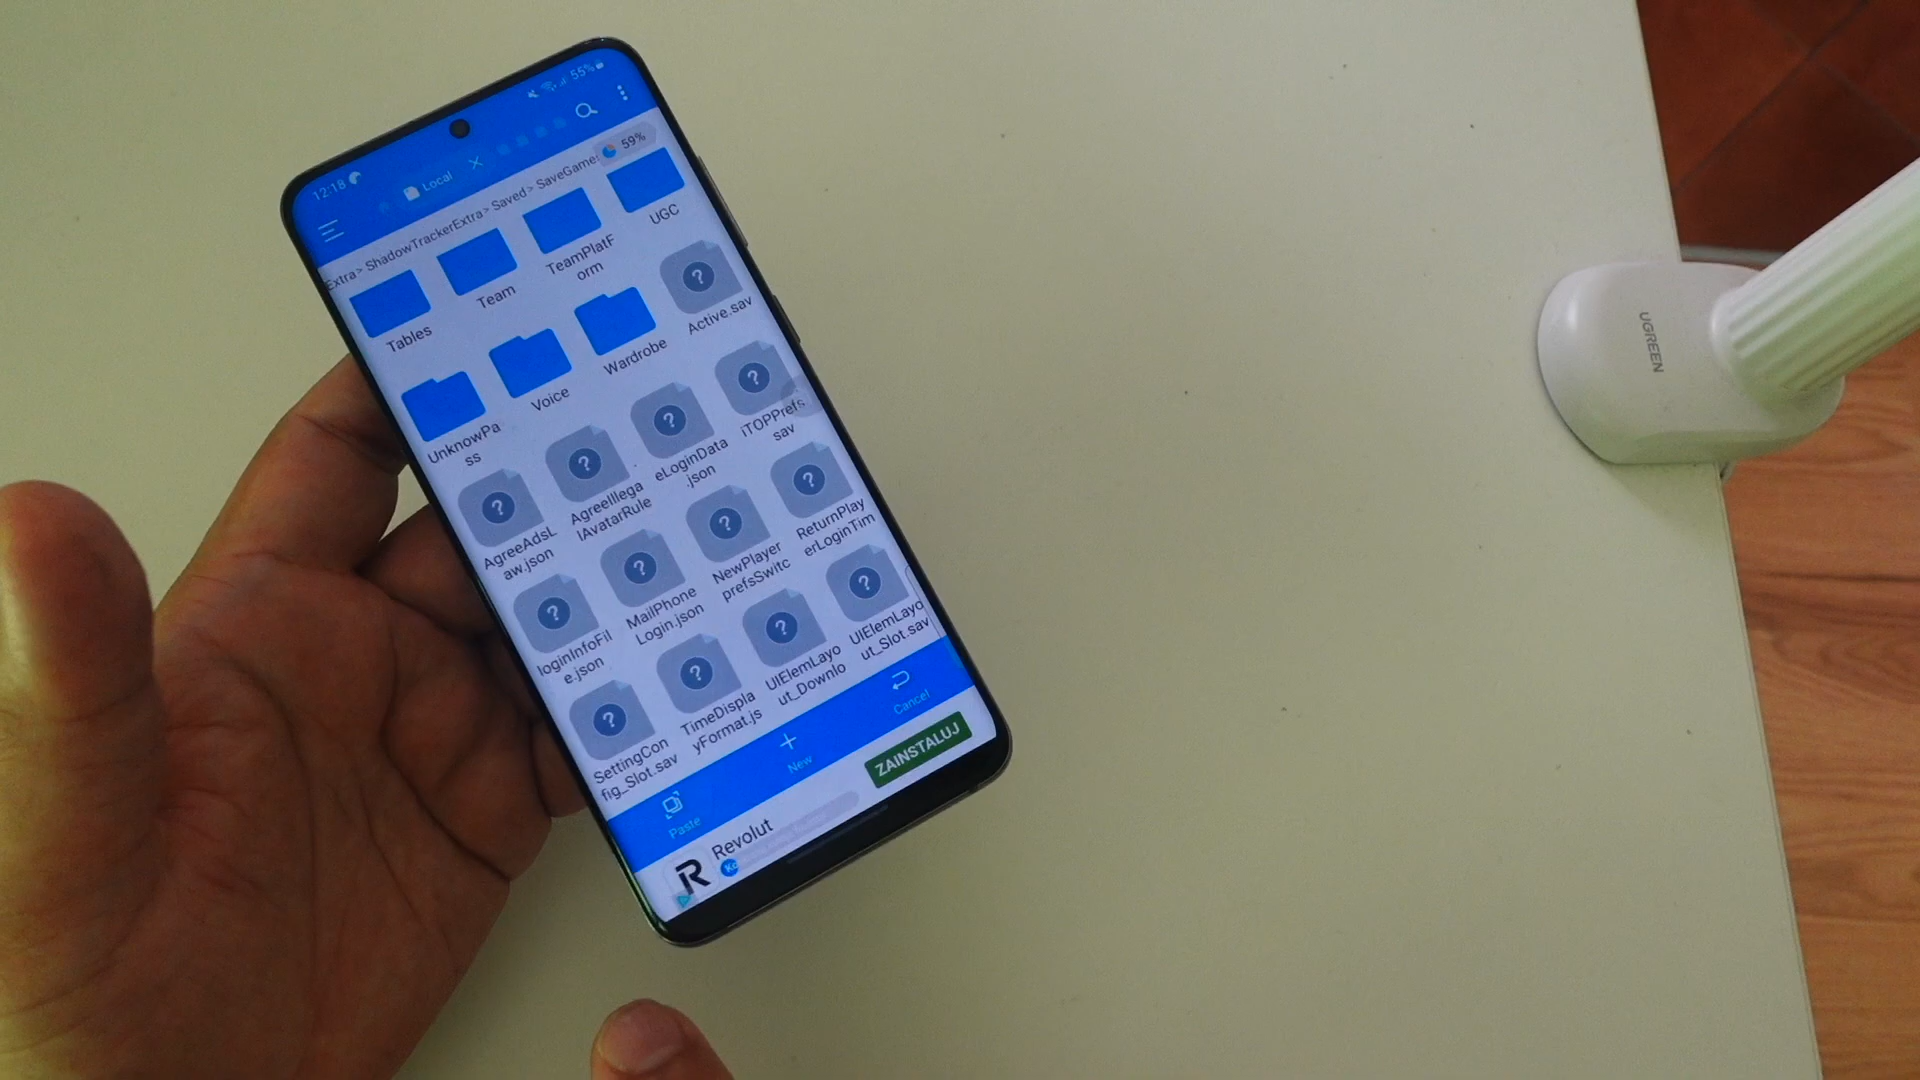 12:18
55%
Local
59%
Extra> ShadowTrackerExtra> Saved> SaveGames
Tables
Team
TeamPlatF
orm
UGC
UnknowPa
ss
Voice
Wardrobe
Active.sav
AgreeAdsL
aw.json
AgreeIllega
lAvatarRule
eLoginData
.json
iTOPPrefs.
sav
loginInfoFil
e.json
MailPhone
Login.json
NewPlayer
prefsSwitc
ReturnPlay
erLoginTim
SettingCon
fig_Slot.sav
TimeDispla
yFormat.js
UIElemLayo
ut_Downlo
UIElemLayo
ut_Slot.sav
Paste
New
Cancel
Revolut
ZAINSTALUJ
UGREEN